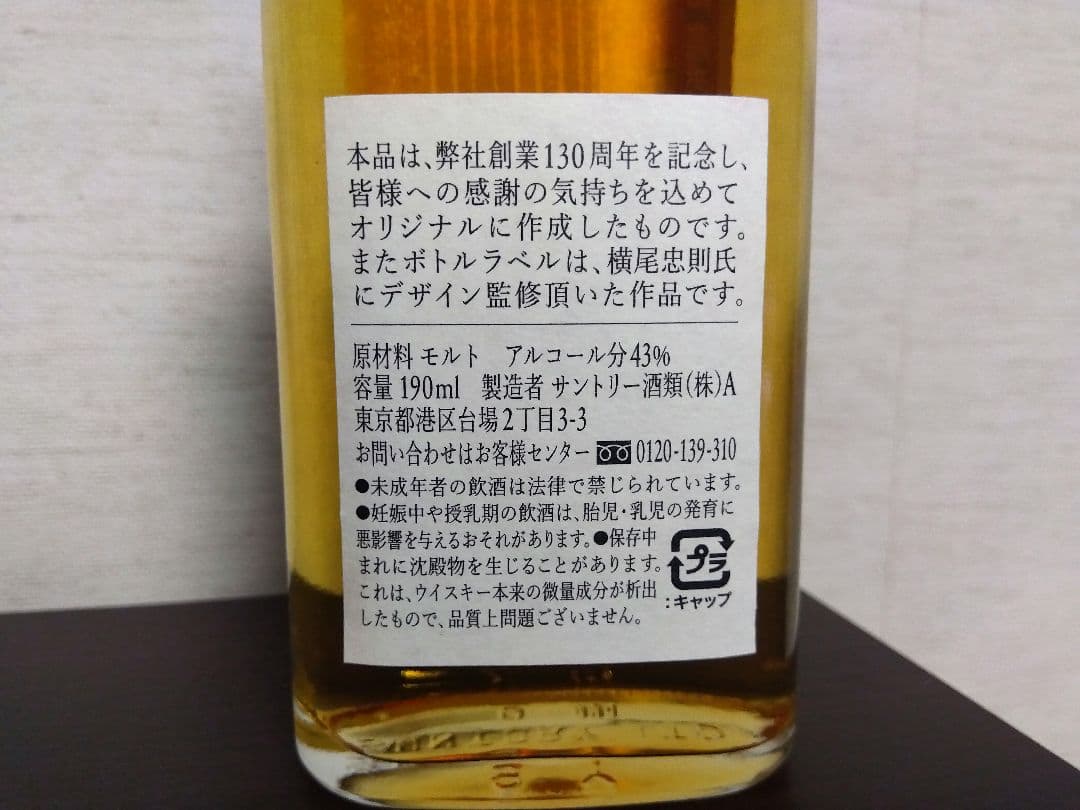 本品は、弊社創業130周年を記念し、
皆様への感謝の気持ちを込めて
オリジナルに作成したものです。
またボトルラベルは、横尾忠則氏
にデザイン監修頂いた作品です。
原材料 モルト　アルコール分43%
容量 190ml　製造者 サントリー酒類(株)A
東京都港区台場2丁目3-3
お問い合わせはお客様センター 0120-139-310
●未成年者の飲酒は法律で禁じられています。
●妊娠中や授乳期の飲酒は、胎児・乳児の発育に
悪影響を与えるおそれがあります。●保存中
まれに沈殿物を生じることがあります。
これは、ウイスキー本来の微量成分が析出
したもので、品質上問題ございません。
プラ
:キャップ